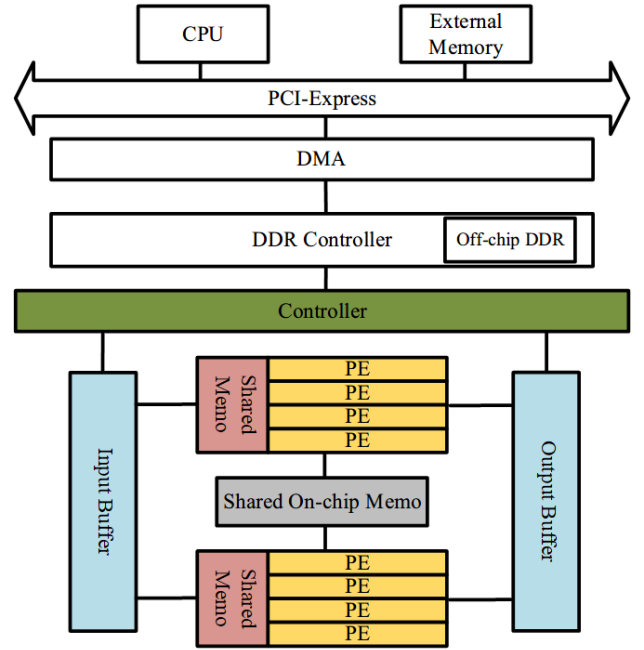 CPU
External
Memory
PCI-Express
DMA
DDR Controller
Off-chip DDR
Controller
Input Buffer
Shared
Memo
PE
PE
PE
PE
Shared On-chip Memo
Shared
Memo
PE
PE
PE
PE
Output Buffer